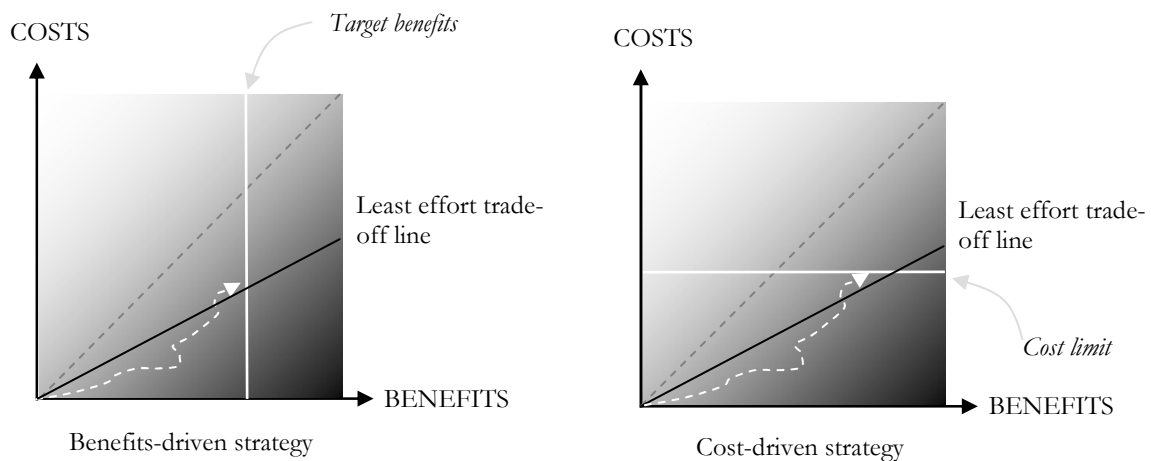 COSTS
Target benefits
Least effort trade-
off line
BENEFITS
Benefits-driven strategy
COSTS
Least effort trade-
off line
Cost limit
BENEFITS
Cost-driven strategy